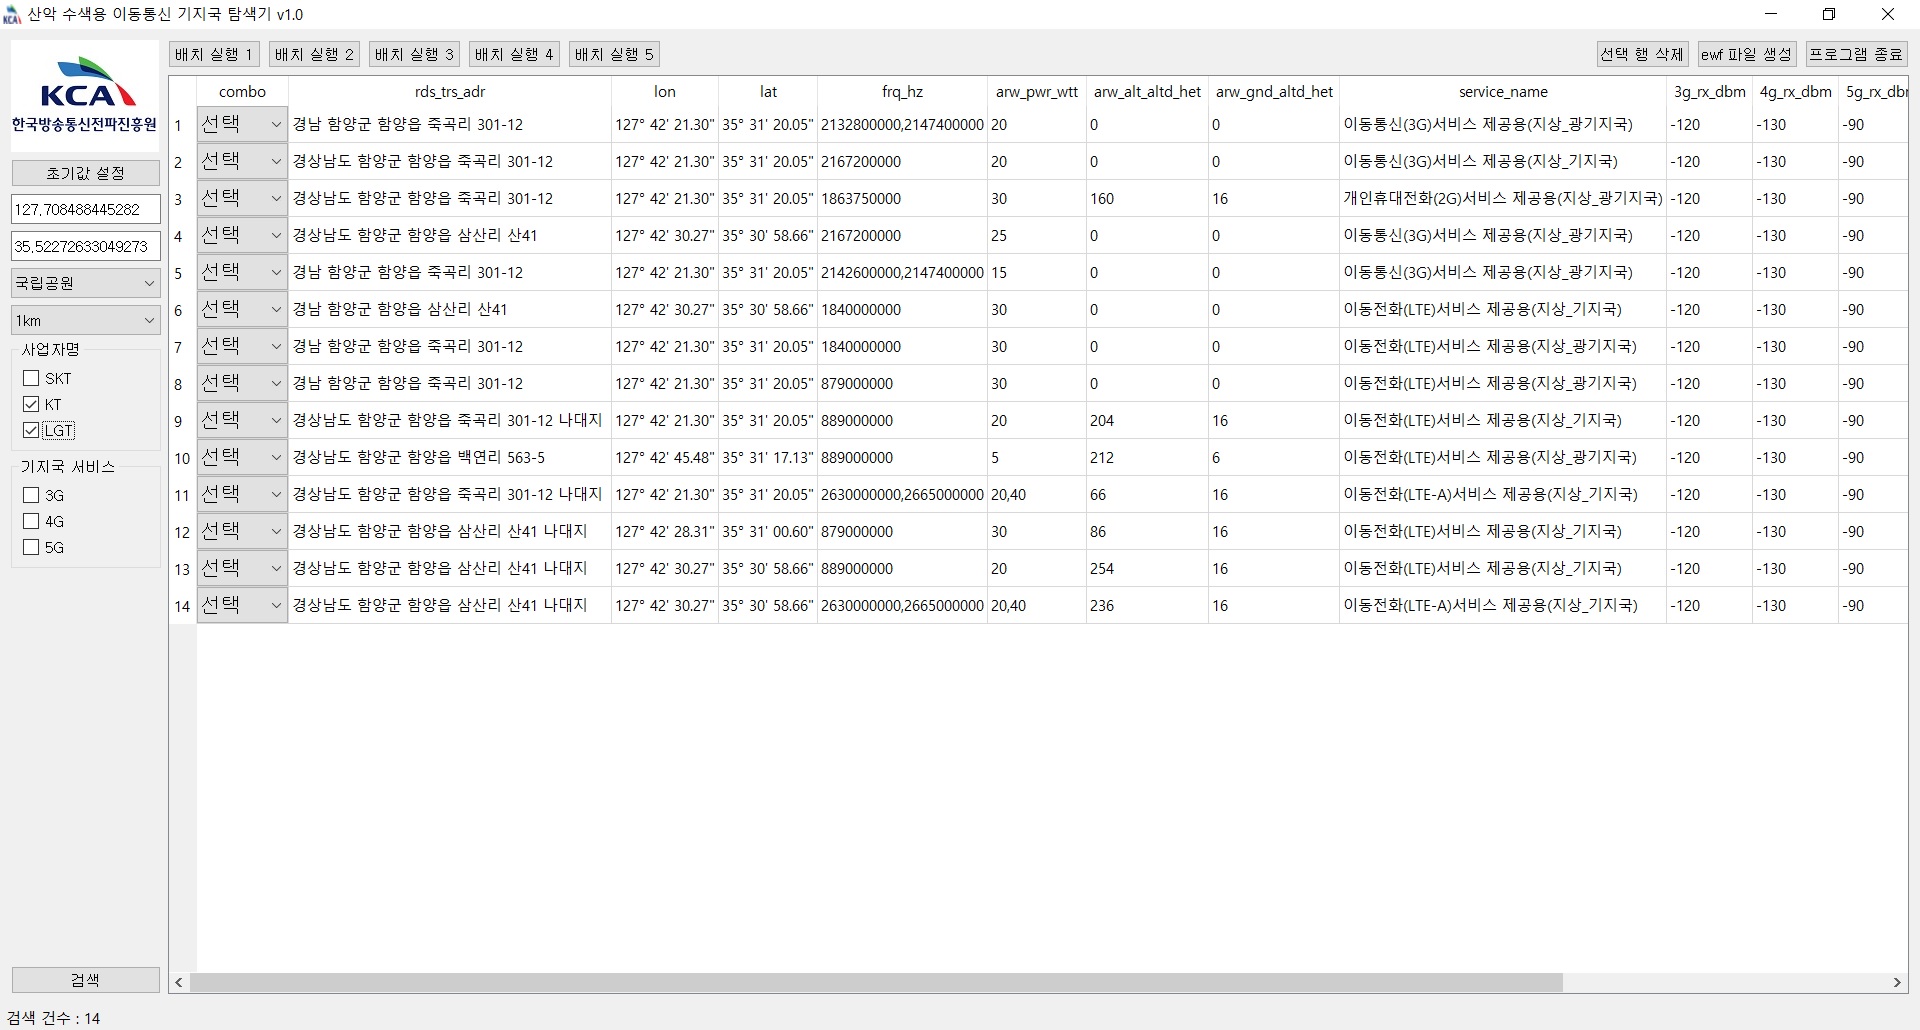 산악 수색용 이동통신 기지국 탐색기 v1.0
KCA
한국방송통신전파진흥원
초기값 설정
127.708488445282
35.52272633049273
국립공원
1km
사업자명
SKT
KT
LGT
기지국 서비스
3G
4G
5G
검색
검색 건수 : 14
배치 실행 1 배치 실행 2 배치 실행 3 배치 실행 4 배치 실행 5 선택 행 삭제 ewf 파일 생성 프로그램 종료
combo rds_trs_adr lon lat frq_hz arw_pwr_wtt arw_alt_altd_het arw_gnd_altd_het service_name 3g_rx_dbm 4g_rx_dbm 5g_rx_dbr
1 선택 경남 함양군 함양읍 죽곡리 301-12 127° 42' 21.30" 35° 31' 20.05" 2132800000,2147400000 20 0 0 이동통신(3G)서비스 제공용(지상_광기지국) -120 -130 -90
2 선택 경상남도 함양군 함양읍 죽곡리 301-12 127° 42' 21.30" 35° 31' 20.05" 2167200000 20 0 0 이동통신(3G)서비스 제공용(지상_기지국) -120 -130 -90
3 선택 경상남도 함양군 함양읍 죽곡리 301-12 127° 42' 21.30" 35° 31' 20.05" 1863750000 30 160 16 개인휴대전화(2G)서비스 제공용(지상_광기지국) -120 -130 -90
4 선택 경상남도 함양군 함양읍 삼산리 산41 127° 42' 30.27" 35° 30' 58.66" 2167200000 25 0 0 이동통신(3G)서비스 제공용(지상_광기지국) -120 -130 -90
5 선택 경남 함양군 함양읍 죽곡리 301-12 127° 42' 21.30" 35° 31' 20.05" 2142600000,2147400000 15 0 0 이동통신(3G)서비스 제공용(지상_광기지국) -120 -130 -90
6 선택 경남 함양군 함양읍 삼산리 산41 127° 42' 30.27" 35° 30' 58.66" 1840000000 30 0 0 이동전화(LTE)서비스 제공용(지상_기지국) -120 -130 -90
7 선택 경남 함양군 함양읍 죽곡리 301-12 127° 42' 21.30" 35° 31' 20.05" 1840000000 30 0 0 이동전화(LTE)서비스 제공용(지상_광기지국) -120 -130 -90
8 선택 경남 함양군 함양읍 죽곡리 301-12 127° 42' 21.30" 35° 31' 20.05" 879000000 30 0 0 이동전화(LTE)서비스 제공용(지상_광기지국) -120 -130 -90
9 선택 경상남도 함양군 함양읍 죽곡리 301-12 나대지 127° 42' 21.30" 35° 31' 20.05" 889000000 20 204 16 이동전화(LTE)서비스 제공용(지상_기지국) -120 -130 -90
10 선택 경상남도 함양군 함양읍 백연리 563-5 127° 42' 45.48" 35° 31' 17.13" 889000000 5 212 6 이동전화(LTE)서비스 제공용(지상_광기지국) -120 -130 -90
11 선택 경상남도 함양군 함양읍 죽곡리 301-12 나대지 127° 42' 21.30" 35° 31' 20.05" 2630000000,2665000000 20,40 66 16 이동전화(LTE-A)서비스 제공용(지상_기지국) -120 -130 -90
12 선택 경상남도 함양군 함양읍 삼산리 산41 나대지 127° 42' 28.31" 35° 31' 00.60" 879000000 30 86 16 이동전화(LTE)서비스 제공용(지상_기지국) -120 -130 -90
13 선택 경상남도 함양군 함양읍 삼산리 산41 나대지 127° 42' 30.27" 35° 30' 58.66" 889000000 20 254 16 이동전화(LTE)서비스 제공용(지상_기지국) -120 -130 -90
14 선택 경상남도 함양군 함양읍 삼산리 산41 나대지 127° 42' 30.27" 35° 30' 58.66" 2630000000,2665000000 20,40 236 16 이동전화(LTE-A)서비스 제공용(지상_기지국) -120 -130 -90